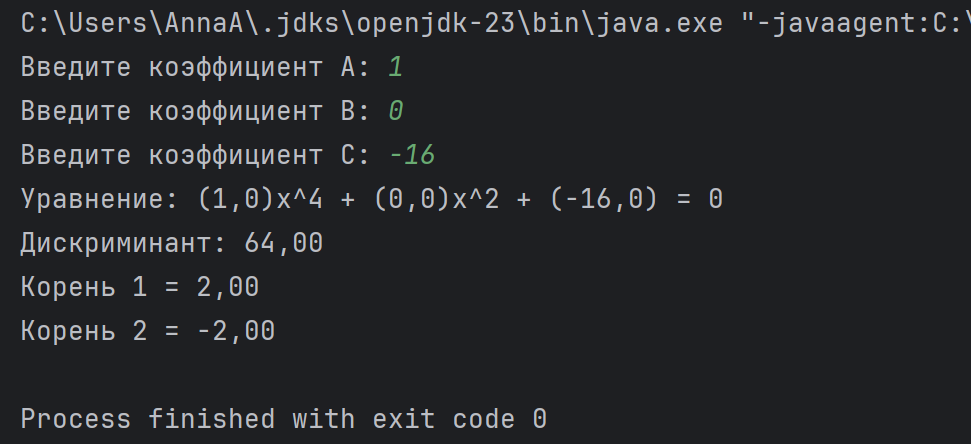 C:\Users\AnnaA\.jdks\openjdk-23\bin\java.exe "-javaagent:C:\
Введите коэффициент A: 1
Введите коэффициент B: 0
Введите коэффициент C: -16
Уравнение: (1,0)x^4 + (0,0)x^2 + (-16,0) = 0
Дискриминант: 64,00
Корень 1 = 2,00
Корень 2 = -2,00
Process finished with exit code 0